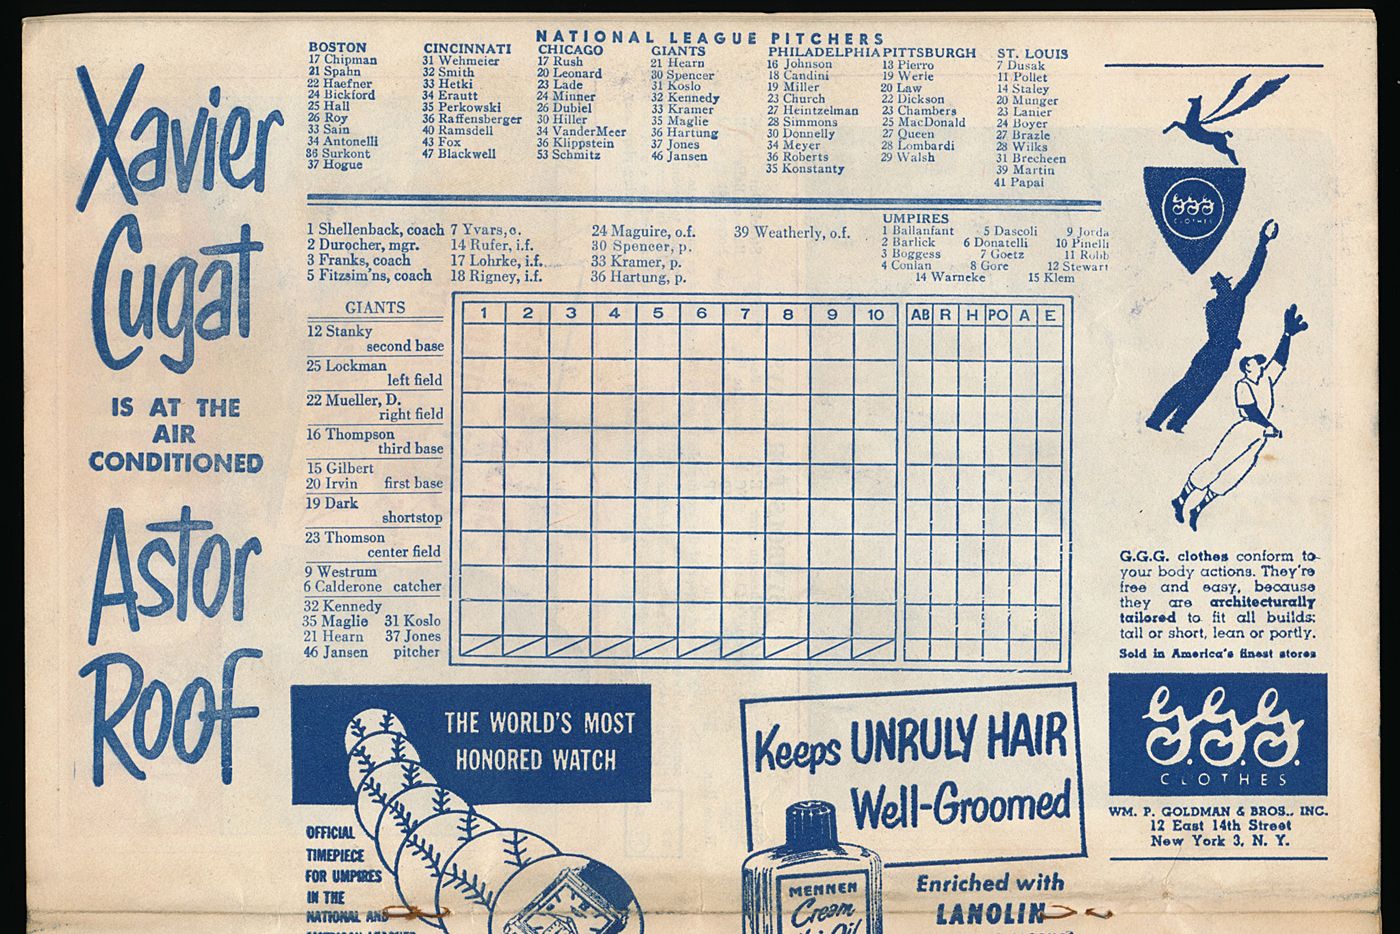 Xavier
Cugat
IS AT THE
AIR
CONDITIONED
Astor
Roof
NATIONAL LEAGUE PITCHERS
BOSTON
17 Chipman
21 Spahn
22 Haefner
24 Bickford
25 Hall
26 Roy
33 Sain
34 Antonelli
36 Surkont
37 Hogue
CINCINNATI
31 Wehmeier
32 Smith
33 Hetki
34 Erautt
35 Perkowski
36 Raffensberger
40 Ramsdell
43 Fox
47 Blackwell
CHICAGO
17 Rush
20 Leonard
23 Lade
24 Minner
26 Dubiel
30 Hiller
34 VanderMeer
36 Klippstein
53 Schmitz
GIANTS
21 Hearn
30 Spencer
31 Koslo
32 Kennedy
33 Kramer
35 Maglie
36 Hartung
37 Jones
46 Jansen
PHILADELPHIA
16 Johnson
18 Candini
19 Miller
23 Church
27 Heintzelman
28 Simmons
30 Donnelly
34 Meyer
36 Roberts
35 Konstanty
PITTSBURGH
13 Pierro
19 Werle
20 Law
22 Dickson
23 Chambers
25 MacDonald
27 Queen
28 Lombardi
29 Walsh
ST. LOUIS
7 Dusak
11 Pollet
14 Staley
20 Munger
23 Lanier
24 Boyer
27 Brazle
28 Wilks
31 Brecheen
39 Martin
41 Papai
1 Shellenback, coach 7 Yvars, c. 24 Maguire, o.f. 39 Weatherly, o.f.
2 Durocher, mgr. 14 Rufer, i.f. 30 Spencer, p.
3 Franks, coach 17 Lohrke, i.f. 33 Kramer, p.
5 Fitzsim'ns, coach 18 Rigney, i.f. 36 Hartung, p.
UMPIRES
1 Ballanfant 5 Dascoli 9 Jorda
2 Barlick 6 Donatelli 10 Pinelli
3 Boggess 7 Goetz 11 Robb
4 Conlan 8 Gore 12 Stewart
14 Warneke 15 Klem
GIANTS 1 2 3 4 5 6 7 8 9 10 AB R H PO A E
12 Stanky
second base
25 Lockman
left field
22 Mueller, D.
right field
16 Thompson
third base
15 Gilbert
20 Irvin first base
19 Dark
shortstop
23 Thomson
center field
9 Westrum
6 Calderone catcher
32 Kennedy
35 Maglie 31 Koslo
21 Hearn 37 Jones
46 Jansen pitcher
THE WORLD'S MOST
HONORED WATCH
OFFICIAL
TIMEPIECE
FOR UMPIRES
IN THE
NATIONAL AND
Keeps UNRULY HAIR
Well-Groomed
MENNEN
Cream
Enriched with
LANOLIN
GGG
CLOTHES
G.G.G. clothes conform to
your body actions. They're
free and easy, because
they are architecturally
tailored to fit all builds;
tall or short, lean or portly.
Sold in America's finest stores
G.G.G.
CLOTHES
WM. P. GOLDMAN & BROS., INC.
12 East 14th Street
New York 3, N. Y.